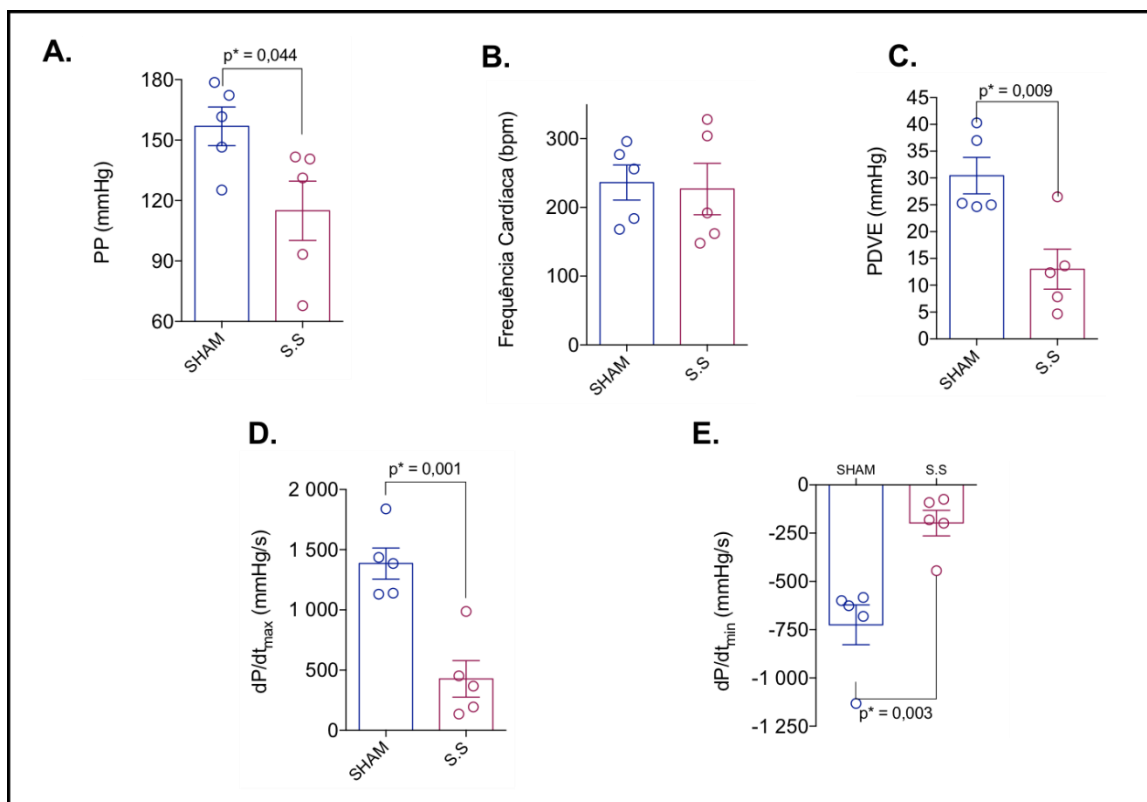 A.
p* = 0,044
PP (mmHg)
180
150
120
90
60
SHAM
S.S
B.
Frequência Cardíaca (bpm)
300
200
100
0
SHAM
S.S
C.
p* = 0,009
PDVE (mmHg)
45
40
35
30
25
20
15
10
5
0
SHAM
S.S
D.
p* = 0,001
dP/dtmax (mmHg/s)
2 000
1 500
1 000
500
0
SHAM
S.S
E.
SHAM
S.S
dP/dtmin (mmHg/s)
0
-250
-500
-750
-1 000
-1 250
p* = 0,003